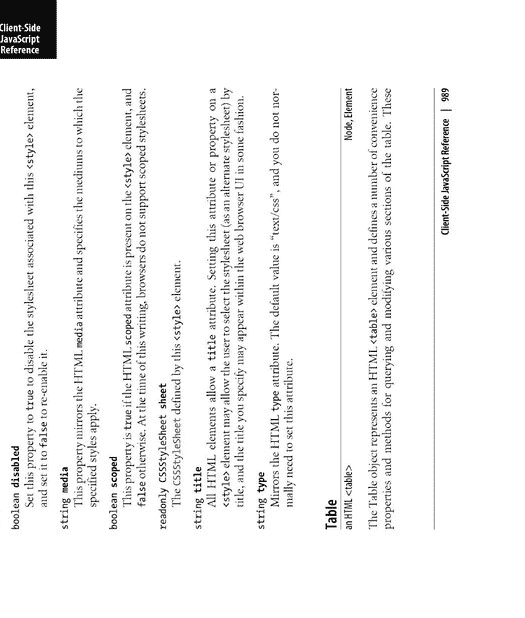 Client-Side
JavaScript
Reference
boolean disabled
Set this property to true to disable the stylesheet associated with this <style> element,
and set it to false to re-enable it.
string media
This property mirrors the HTML media attribute and specifies the mediums to which the
specified styles apply.
boolean scoped
This property is true if the HTML scoped attribute is present on the <style> element, and
false otherwise. At the time of this writing, browsers do not support scoped stylesheets.
readonly CSSStyleSheet sheet
The CSSStyleSheet defined by this <style> element.
string title
All HTML elements allow a title attribute. Setting this attribute or property on a
<style> element may allow the user to select the stylesheet (as an alternate stylesheet) by
title, and the title you specify may appear within the web browser UI in some fashion.
string type
Mirrors the HTML type attribute. The default value is “text/css”, and you do not nor-
mally need to set this attribute.
Table
an HTML <table> Node, Element
The Table object represents an HTML <table> element and defines a number of convenience
properties and methods for querying and modifying various sections of the table. These
Client-Side JavaScript Reference | 989